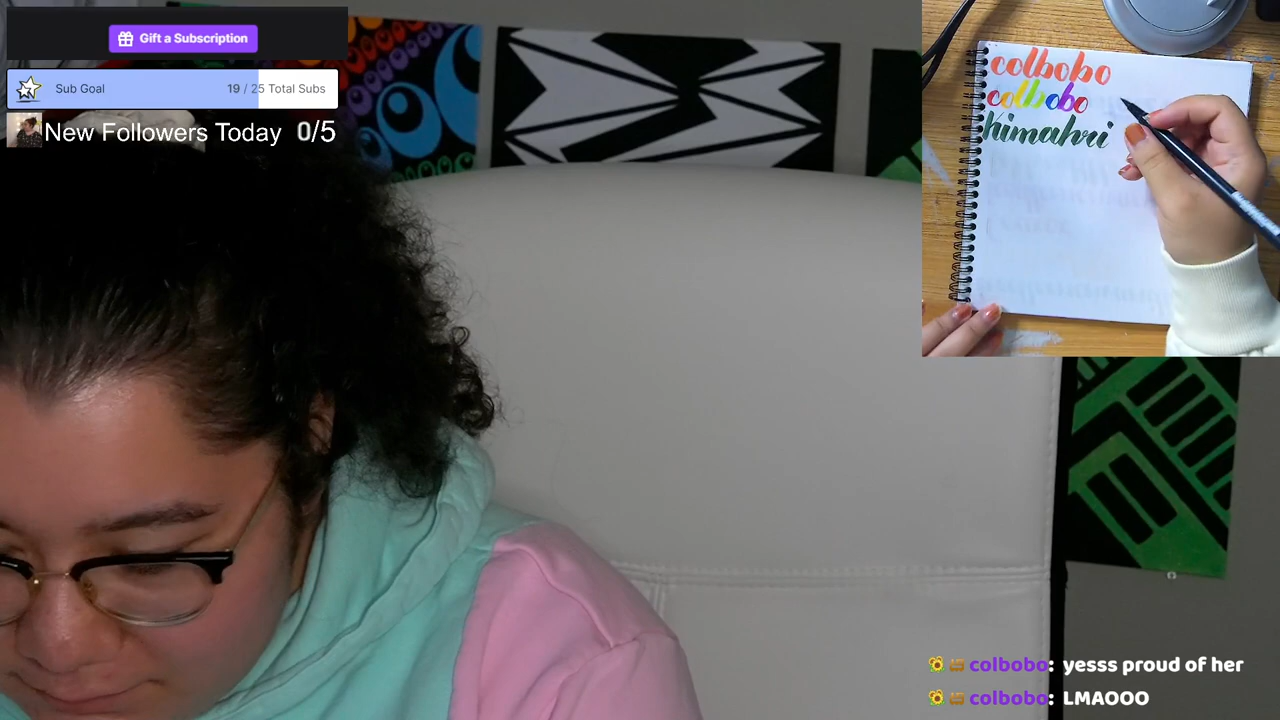 Gift a Subscription
Sub Goal 19 / 25 Total Subs
New Followers Today 0/5
colbobo
colbobo
Kimahri
colbobo: yesss proud of her
colbobo: LMAOOO